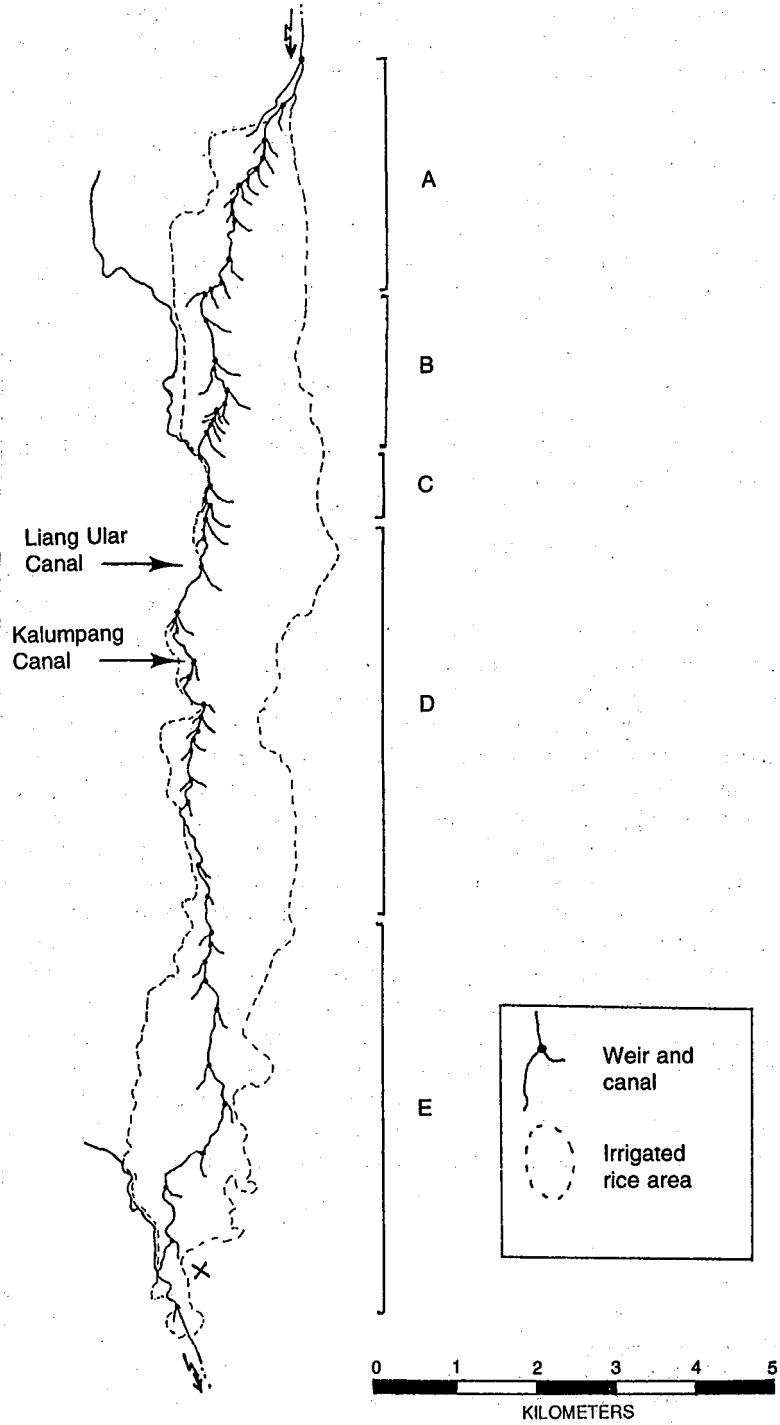 A
B
C
Liang Ular
Canal
Kalumpang
Canal
D
E
Weir and
canal
Irrigated
rice area
0 1 2 3 4 5
KILOMETERS